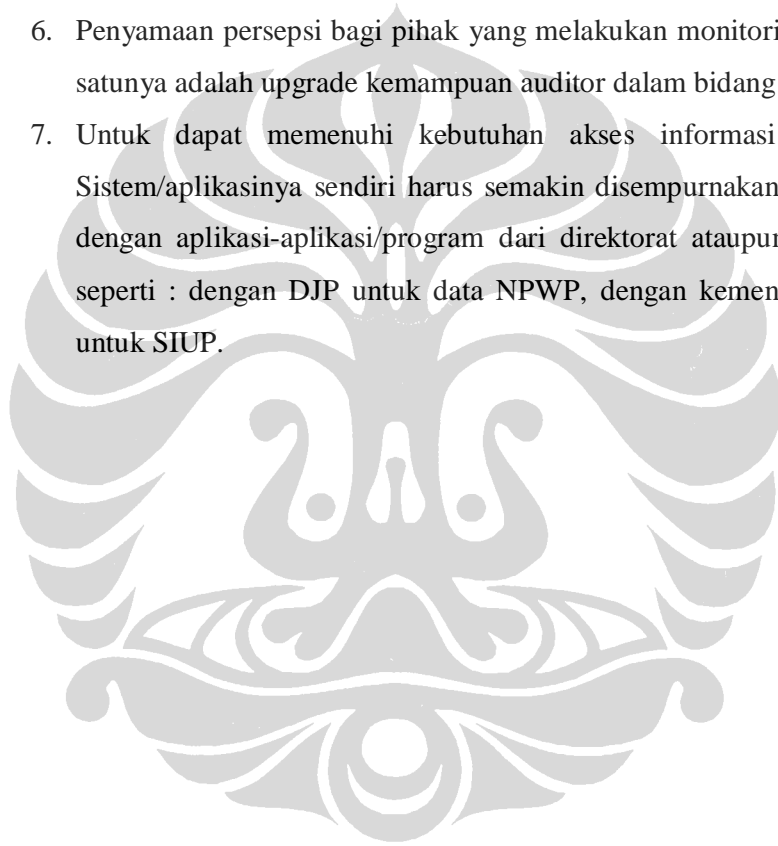 6. Penyamaan persepsi bagi pihak yang melakukan monitori
satunya adalah upgrade kemampuan auditor dalam bidang
7. Untuk dapat memenuhi kebutuhan akses informasi
Sistem/aplikasinya sendiri harus semakin disempurnakan
dengan aplikasi-aplikasi/program dari direktorat ataupu
seperti : dengan DJP untuk data NPWP, dengan kemen
untuk SIUP.